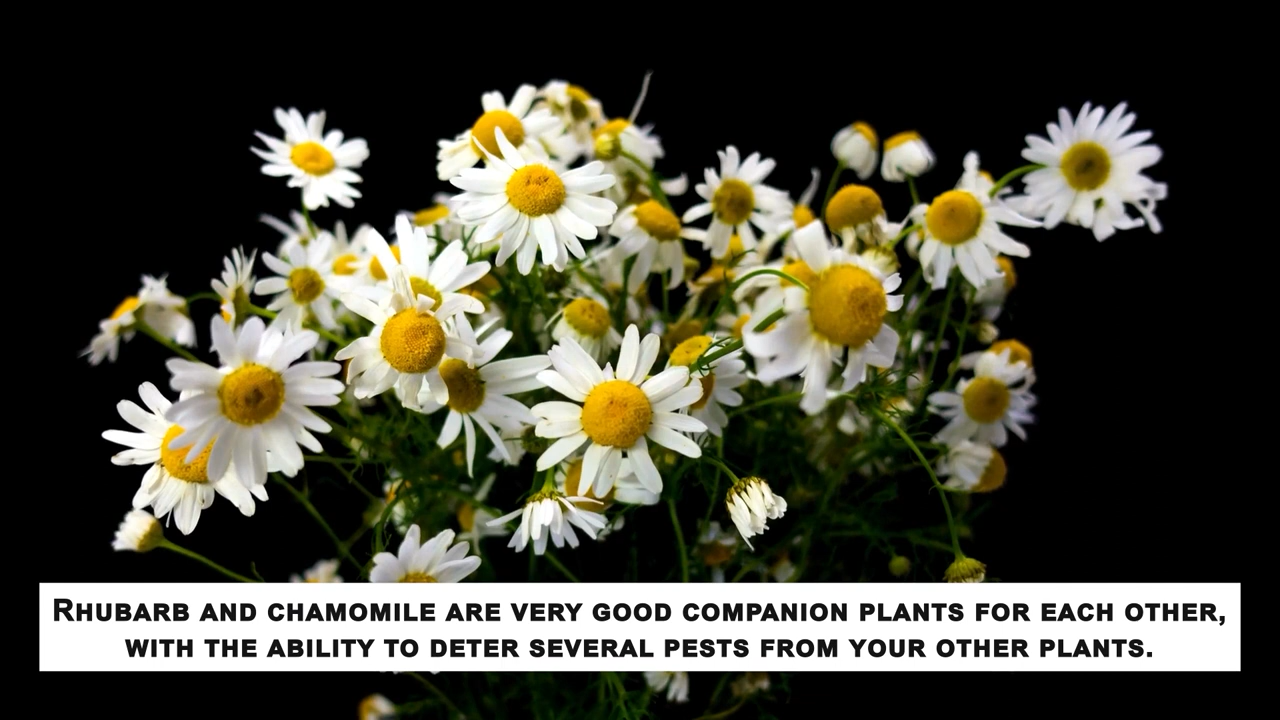 Rhubarb and chamomile are very good companion plants for each other,
with the ability to deter several pests from your other plants.